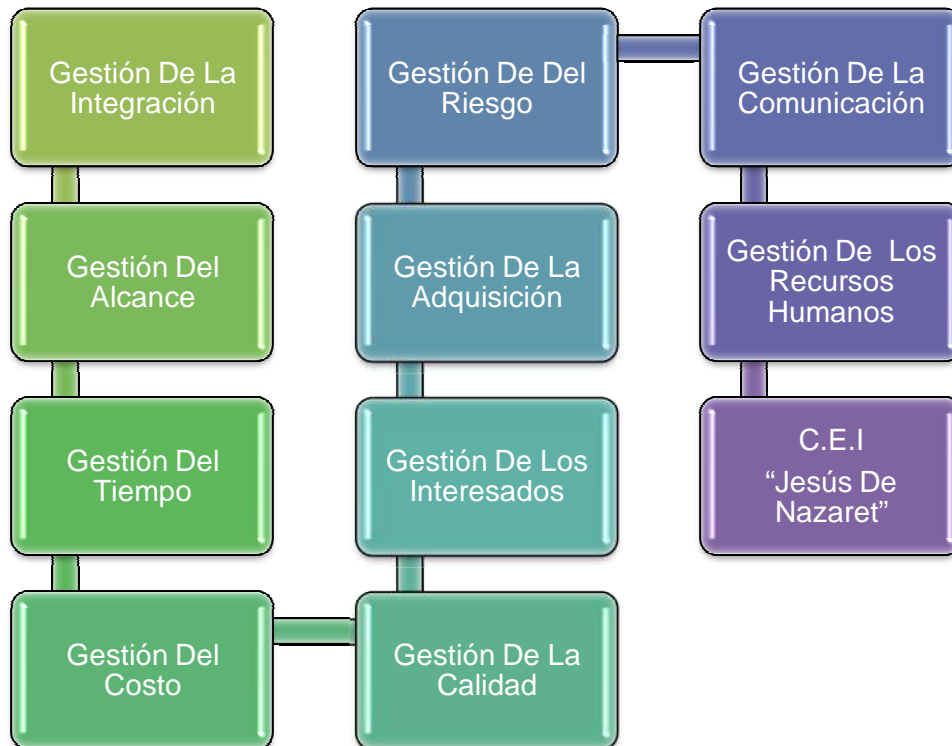 Gestión De La
Integración
Gestión Del
Alcance
Gestión Del
Tiempo
Gestión Del
Costo
Gestión De La
Calidad
Gestión De Los
Interesados
Gestión De La
Adquisición
Gestión De Del
Riesgo
Gestión De La
Comunicación
Gestión De Los
Recursos
Humanos
C.E.I
“Jesús De
Nazaret”